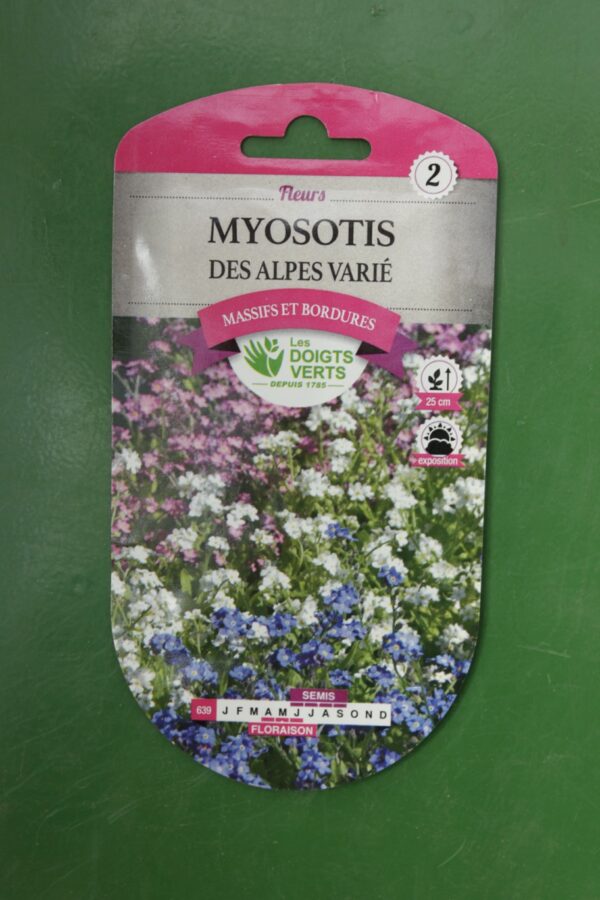 2
Fleurs
MYOSOTIS
DES ALPES VARIÉ
MASSIFS ET BORDURES
Les
DOIGTS
VERTS
DEPUIS 1785
25 cm
exposition
SEMIS
639 J F M A M J J A S O N D
FLORAISON